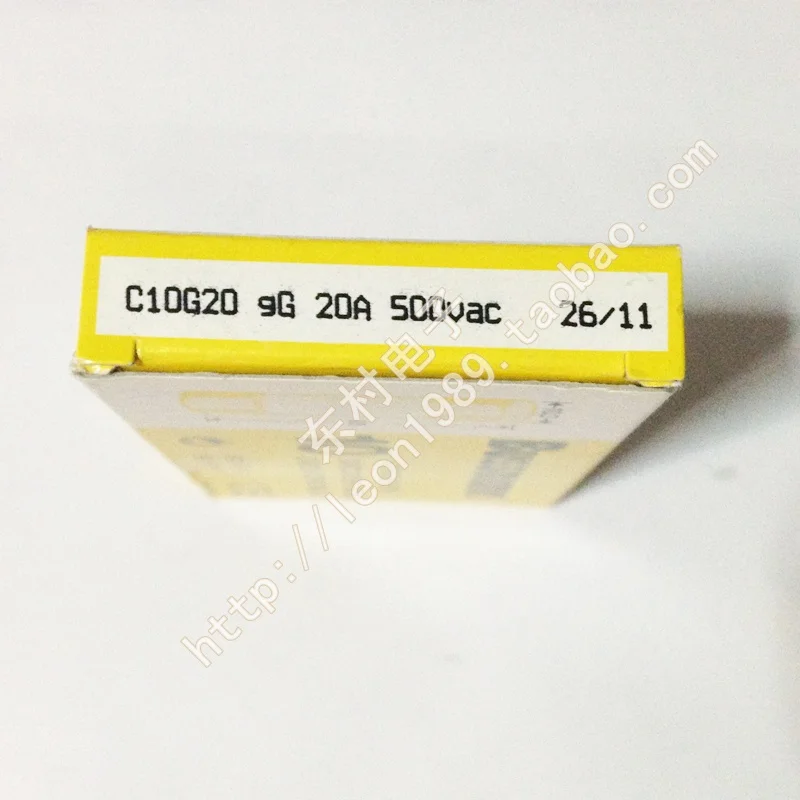 C10G20 gG 20A 500vac 26/11
东村电子
http://leon1989.taobao.com